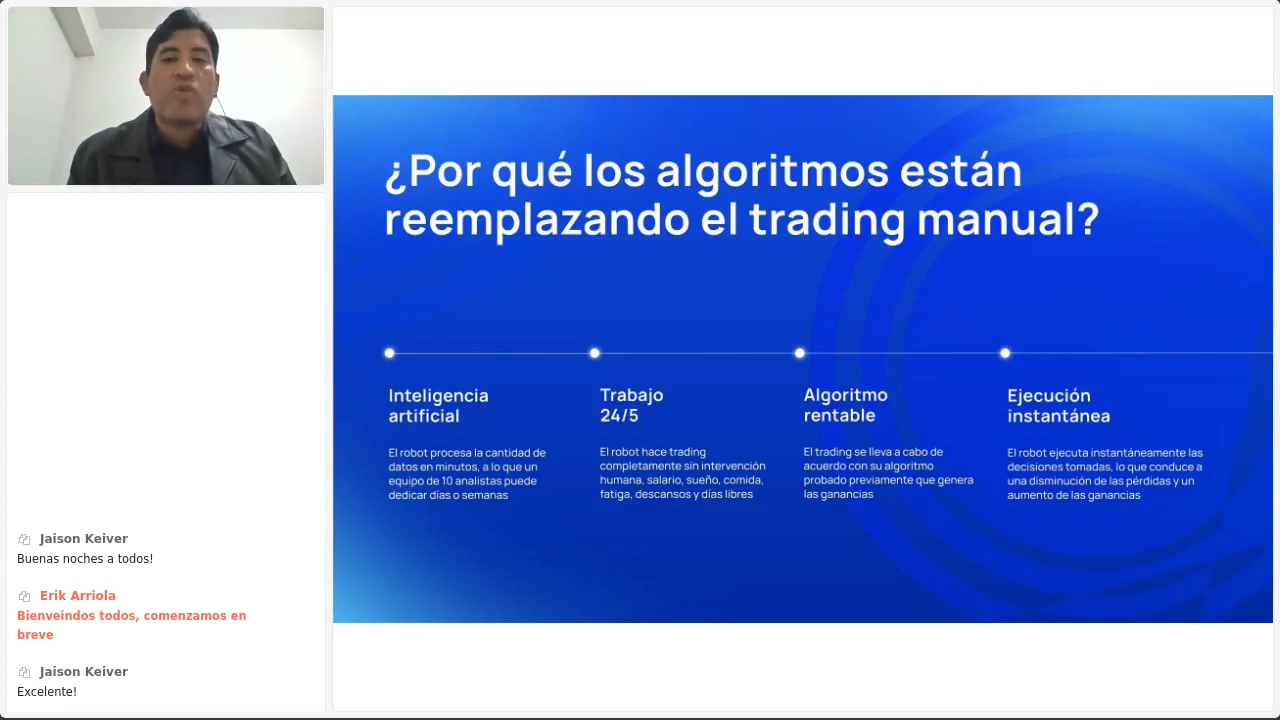 ¿Por qué los algoritmos están
reemplazando el trading manual?
Inteligencia
artificial
El robot procesa la cantidad de
datos en minutos, a lo que un
equipo de 10 analistas puede
dedicar días o semanas
Trabajo
24/5
El robot hace trading
completamente sin intervención
humana, salario, sueño, comida,
fatiga, descansos y días libres
Algoritmo
rentable
El trading se lleva a cabo de
acuerdo con su algoritmo
probado previamente que genera
las ganancias
Ejecución
instantánea
El robot ejecuta instantáneamente las
decisiones tomadas, lo que conduce a
una disminución de las pérdidas y un
aumento de las ganancias
Jaison Keiver
Buenas noches a todos!
Erik Arriola
Bienveindos todos, comenzamos en
breve
Jaison Keiver
Excelente!